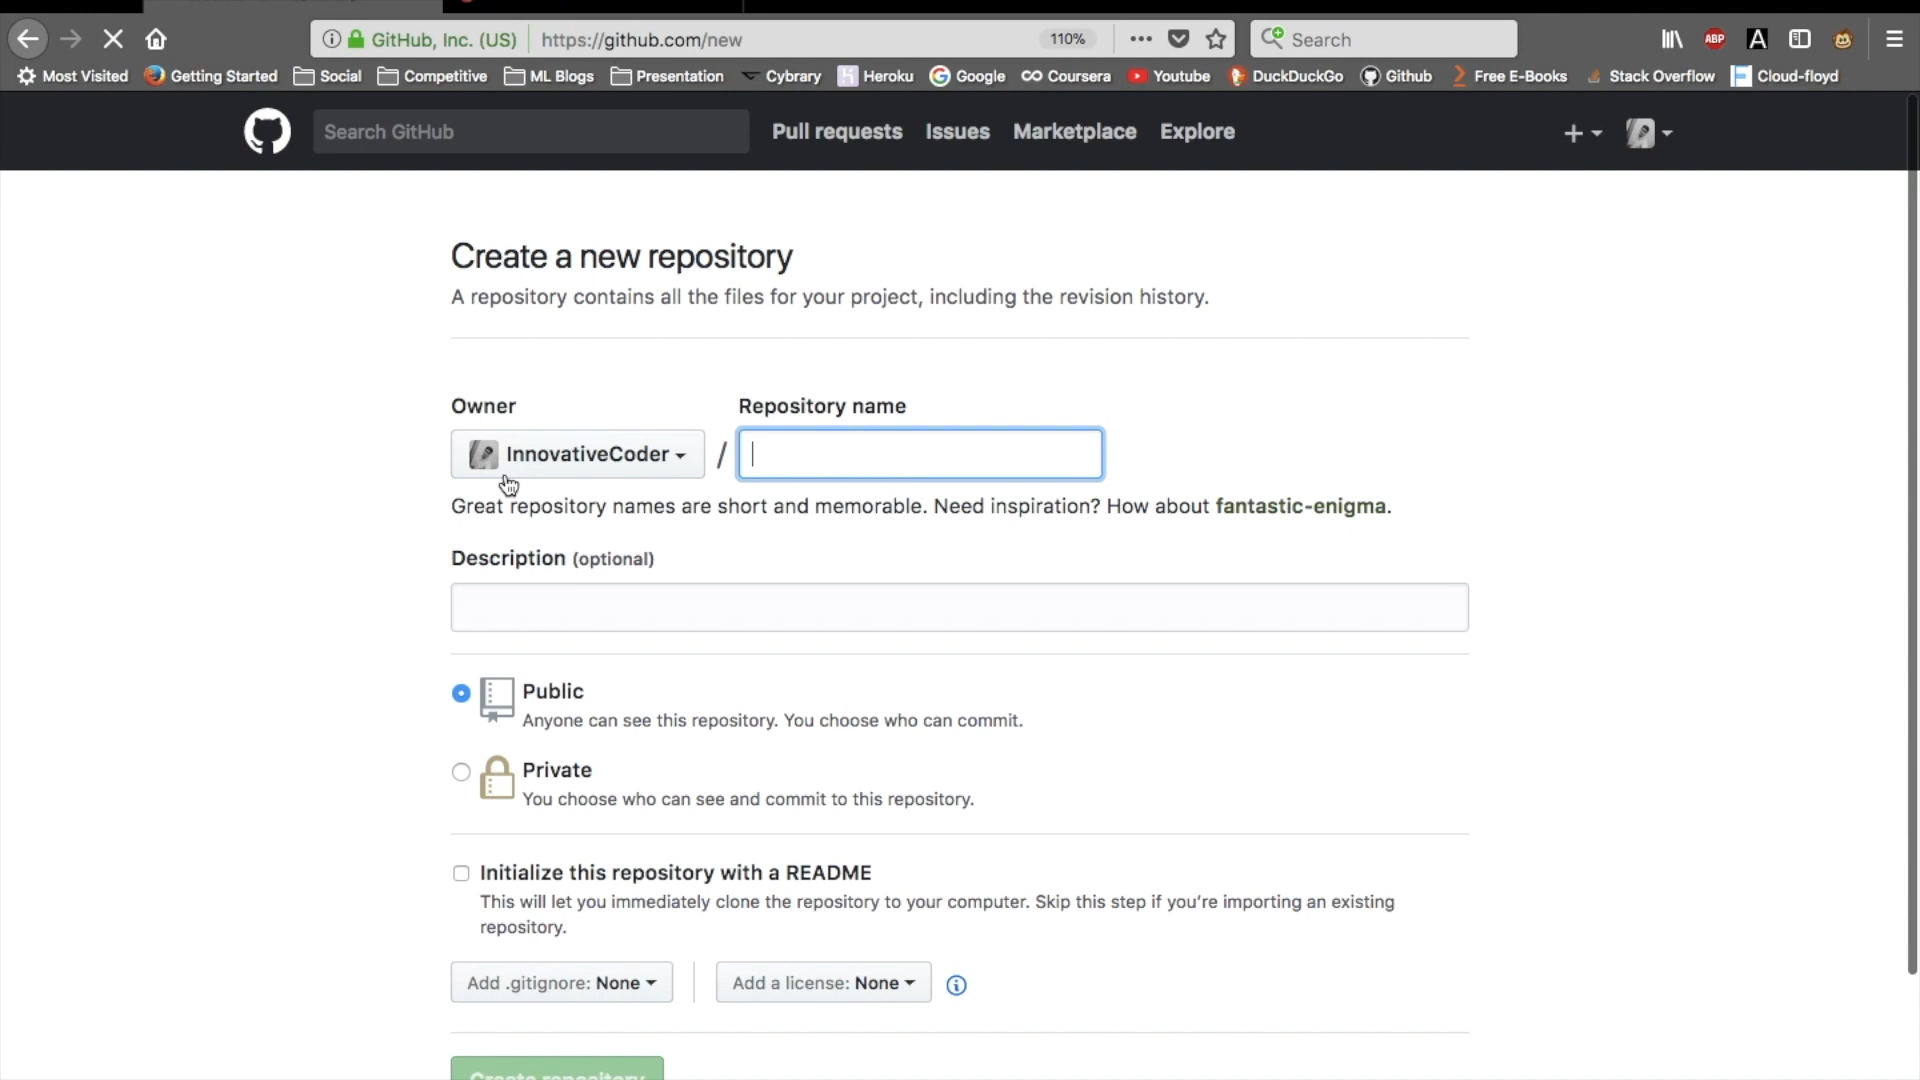 GitHub, Inc. (US) https://github.com/new 110% ••• Search ABP A
Most Visited Getting Started Social Competitive ML Blogs Presentation Cybrary Heroku Google Coursera Youtube DuckDuckGo Github Free E-Books Stack Overflow Cloud-floyd
Search GitHub Pull requests Issues Marketplace Explore
Create a new repository
A repository contains all the files for your project, including the revision history.
Owner Repository name
InnovativeCoder /
Great repository names are short and memorable. Need inspiration? How about fantastic-enigma.
Description (optional)
Public
Anyone can see this repository. You choose who can commit.
Private
You choose who can see and commit to this repository.
Initialize this repository with a README
This will let you immediately clone the repository to your computer. Skip this step if you're importing an existing
repository.
Add .gitignore: None Add a license: None
Create repository